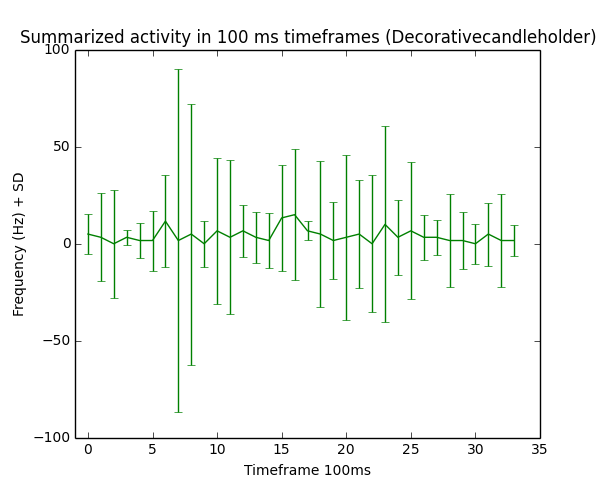 Summarized activity in 100 ms timeframes (Decorativecandleholder)
100
50
0
−50
−100
Frequency (Hz) + SD
0 5 10 15 20 25 30 35
Timeframe 100ms